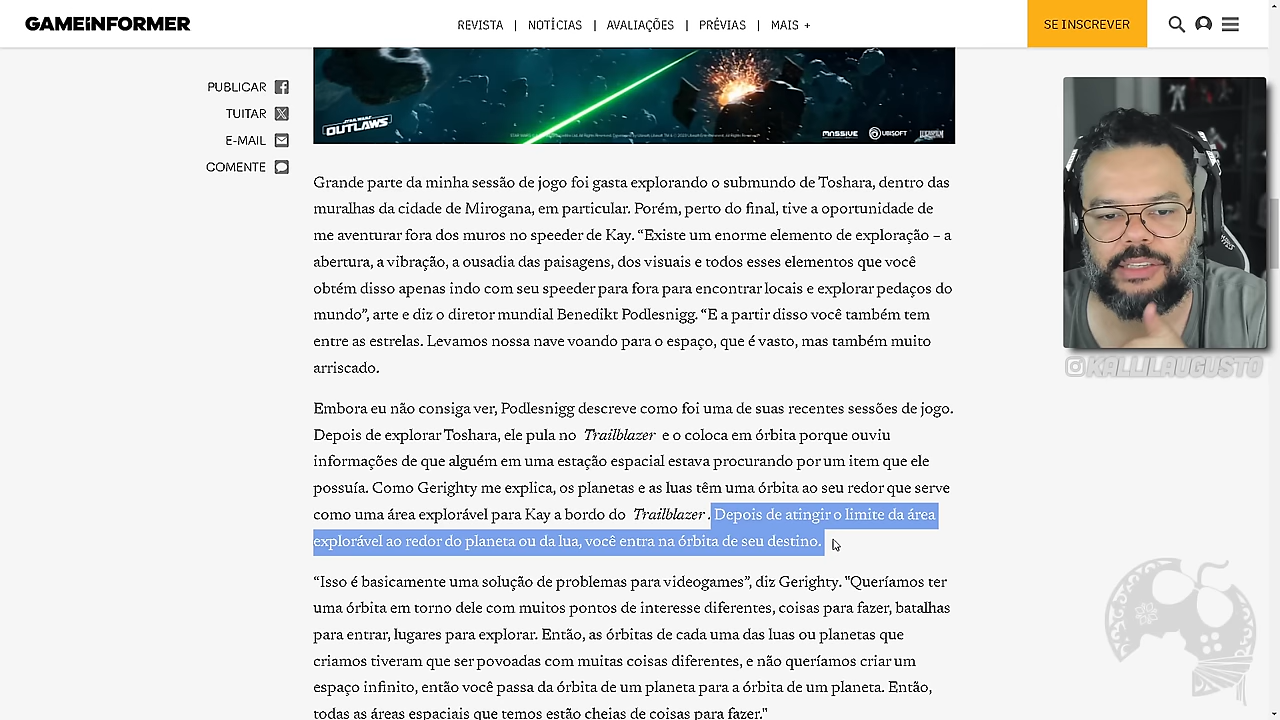 GAMEiNFORMER
REVISTA | NOTÍCIAS | AVALIAÇÕES | PRÉVIAS | MAIS +
SE INSCREVER
PUBLICAR
TUITAR
E-MAIL
COMENTE
STAR WARS
OUTLAWS
MASSIVE
UBISOFT
Grande parte da minha sessão de jogo foi gasta explorando o submundo de Toshara, dentro das
muralhas da cidade de Mirogana, em particular. Porém, perto do final, tive a oportunidade de
me aventurar fora dos muros no speeder de Kay. “Existe um enorme elemento de exploração – a
abertura, a vibração, a ousadia das paisagens, dos visuais e todos esses elementos que você
obtém disso apenas indo com seu speeder para fora para encontrar locais e explorar pedaços do
mundo”, arte e diz o diretor mundial Benedikt Podlesnigg. “E a partir disso você também tem
entre as estrelas. Levamos nossa nave voando para o espaço, que é vasto, mas também muito
arriscado.
Embora eu não consiga ver, Podlesnigg descreve como foi uma de suas recentes sessões de jogo.
Depois de explorar Toshara, ele pula no Trailblazer e o coloca em órbita porque ouviu
informações de que alguém em uma estação espacial estava procurando por um item que ele
possuía. Como Gerighty me explica, os planetas e as luas têm uma órbita ao seu redor que serve
como uma área explorável para Kay a bordo do Trailblazer . Depois de atingir o limite da área
explorável ao redor do planeta ou da lua, você entra na órbita de seu destino.
“Isso é basicamente uma solução de problemas para videogames”, diz Gerighty. "Queríamos ter
uma órbita em torno dele com muitos pontos de interesse diferentes, coisas para fazer, batalhas
para entrar, lugares para explorar. Então, as órbitas de cada uma das luas ou planetas que
criamos tiveram que ser povoadas com muitas coisas diferentes, e não queríamos criar um
espaço infinito, então você passa da órbita de um planeta para a órbita de um planeta. Então,
todas as áreas espaciais que temos estão cheias de coisas para fazer."
KALLILAUGUSTO